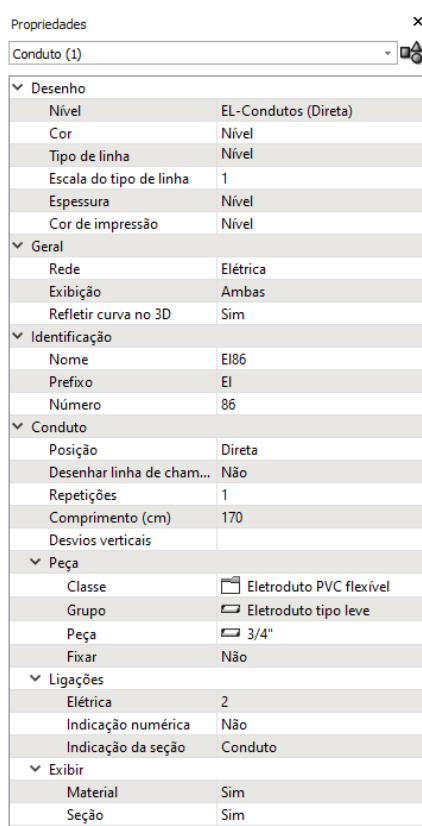 Propriedades
Conduto (1)
Desenho
Nível EL-Condutos (Direta)
Cor Nível
Tipo de linha Nível
Escala do tipo de linha 1
Espessura Nível
Cor de impressão Nível
Geral
Rede Elétrica
Exibição Ambas
Refletir curva no 3D Sim
Identificação
Nome El86
Prefixo El
Número 86
Conduto
Posição Direta
Desenhar linha de cham... Não
Repetições 1
Comprimento (cm) 170
Desvios verticais
Peça
Classe Eletroduto PVC flexível
Grupo Eletroduto tipo leve
Peça 3/4"
Fixar Não
Ligações
Elétrica 2
Indicação numérica Não
Indicação da seção Conduto
Exibir
Material Sim
Seção Sim